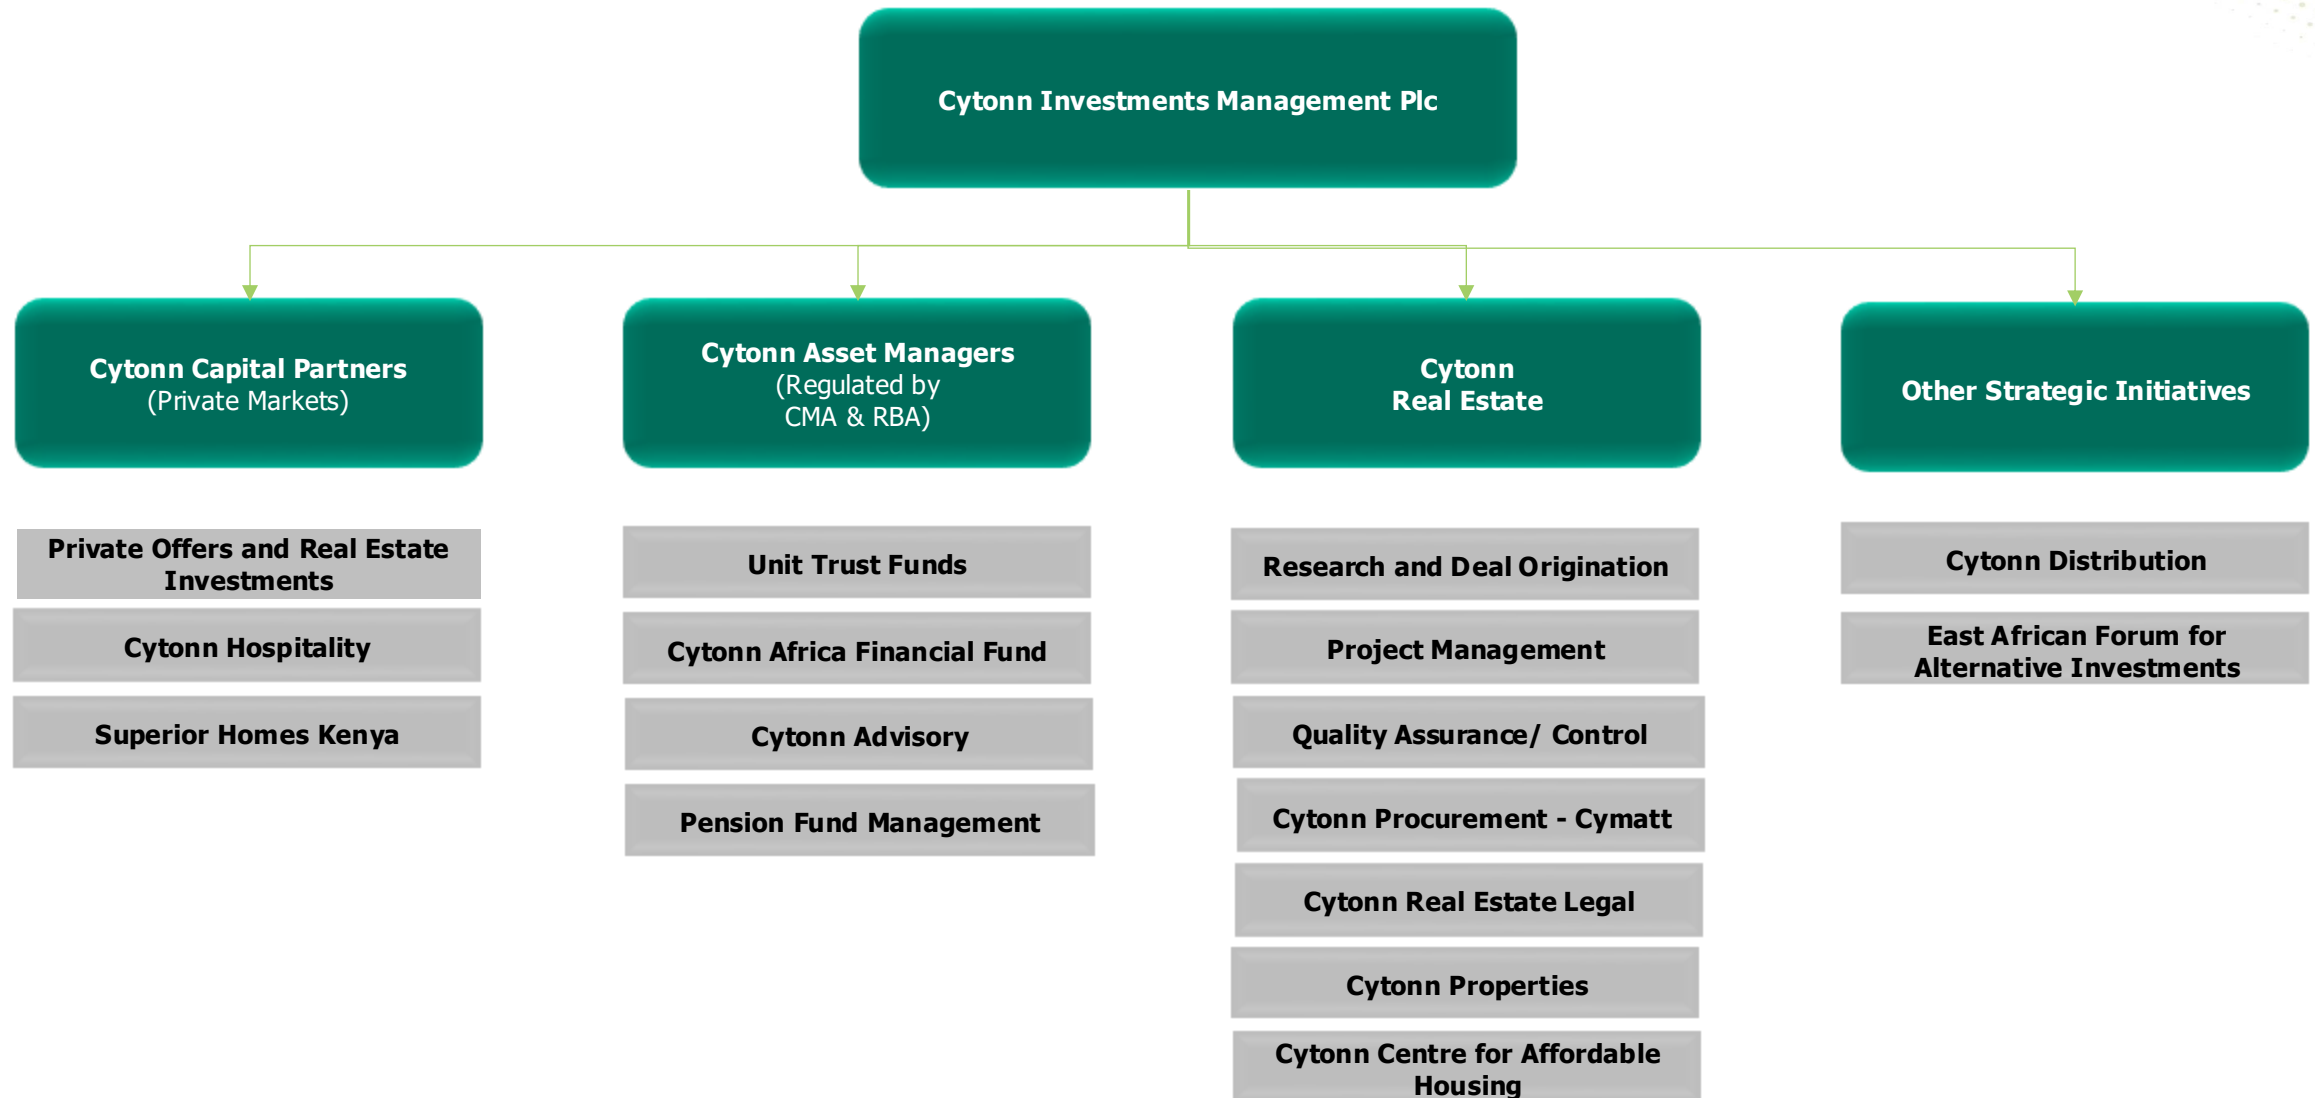 Cytonn Investments Management Plc
Cytonn Capital Partners
(Private Markets)
Cytonn Asset Managers
(Regulated by
CMA & RBA)
Cytonn
Real Estate
Other Strategic Initiatives
Private Offers and Real Estate
Investments
Cytonn Hospitality
Superior Homes Kenya
Unit Trust Funds
Cytonn Africa Financial Fund
Cytonn Advisory
Pension Fund Management
Research and Deal Origination
Project Management
Quality Assurance/ Control
Cytonn Procurement - Cymatt
Cytonn Real Estate Legal
Cytonn Properties
Cytonn Centre for Affordable
Housing
Cytonn Distribution
East African Forum for
Alternative Investments